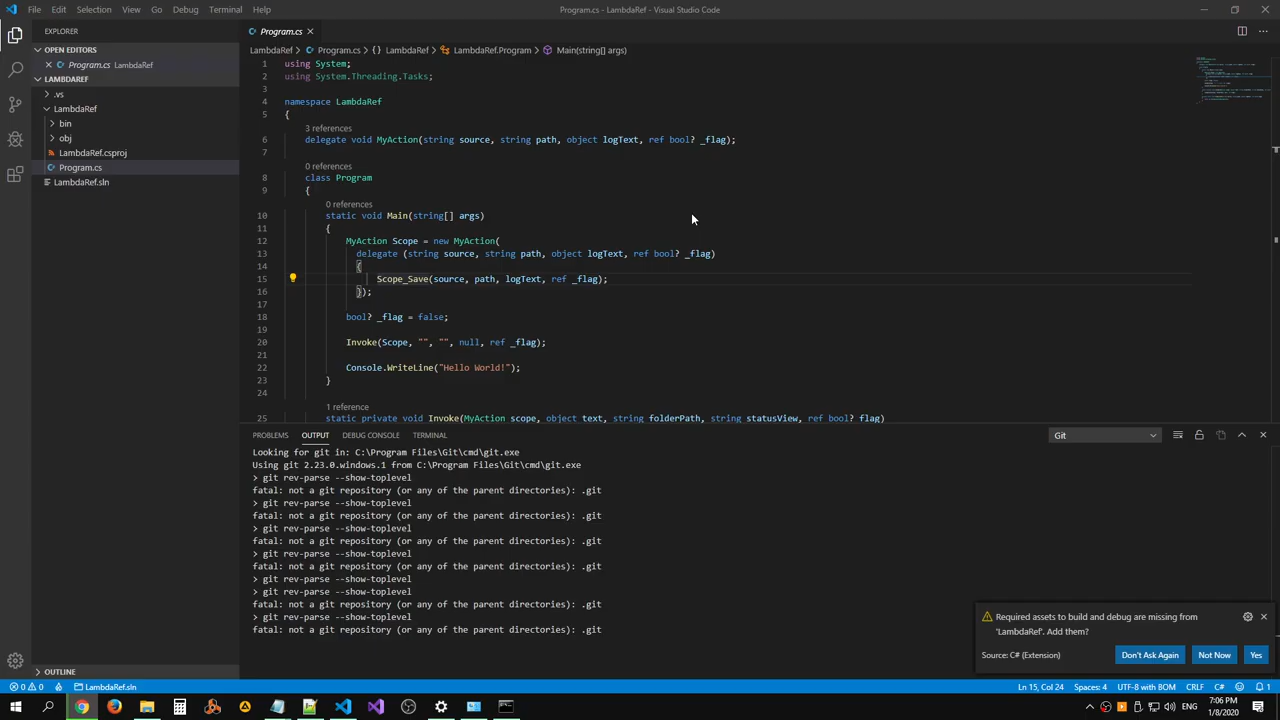 File Edit Selection View Go Debug Terminal Help
Program.cs - LambdaRef - Visual Studio Code
EXPLORER
OPEN EDITORS
Program.cs LambdaRef
LAMBDAREF
.vs
LambdaRef
bin
obj
LambdaRef.csproj
Program.cs
LambdaRef.sln
OUTLINE
Program.cs
LambdaRef > Program.cs > {} LambdaRef > LambdaRef.Program > Main(string[] args)
1 using System;
2 using System.Threading.Tasks;
3
4 namespace LambdaRef
5 {
3 references
6 delegate void MyAction(string source, string path, object logText, ref bool? _flag);
7
0 references
8 class Program
9 {
0 references
10 static void Main(string[] args)
11 {
12 MyAction Scope = new MyAction(
13 delegate (string source, string path, object logText, ref bool? _flag)
14 {
15 Scope_Save(source, path, logText, ref _flag);
16 });
17
18 bool? _flag = false;
19
20 Invoke(Scope, "", "", null, ref _flag);
21
22 Console.WriteLine("Hello World!");
23 }
24
1 reference
25 static private void Invoke(MyAction scope, object text, string folderPath, string statusView, ref bool? flag)
PROBLEMS OUTPUT DEBUG CONSOLE TERMINAL
Git
Looking for git in: C:\Program Files\Git\cmd\git.exe
Using git 2.23.0.windows.1 from C:\Program Files\Git\cmd\git.exe
> git rev-parse --show-toplevel
fatal: not a git repository (or any of the parent directories): .git
> git rev-parse --show-toplevel
fatal: not a git repository (or any of the parent directories): .git
> git rev-parse --show-toplevel
fatal: not a git repository (or any of the parent directories): .git
> git rev-parse --show-toplevel
fatal: not a git repository (or any of the parent directories): .git
> git rev-parse --show-toplevel
fatal: not a git repository (or any of the parent directories): .git
> git rev-parse --show-toplevel
fatal: not a git repository (or any of the parent directories): .git
Required assets to build and debug are missing from
'LambdaRef'. Add them?
Source: C# (Extension)
Don't Ask Again
Not Now
Yes
0 0 LambdaRef.sln
Ln 15, Col 24 Spaces: 4 UTF-8 with BOM CRLF C# 1
ENG
7:06 PM
1/8/2020